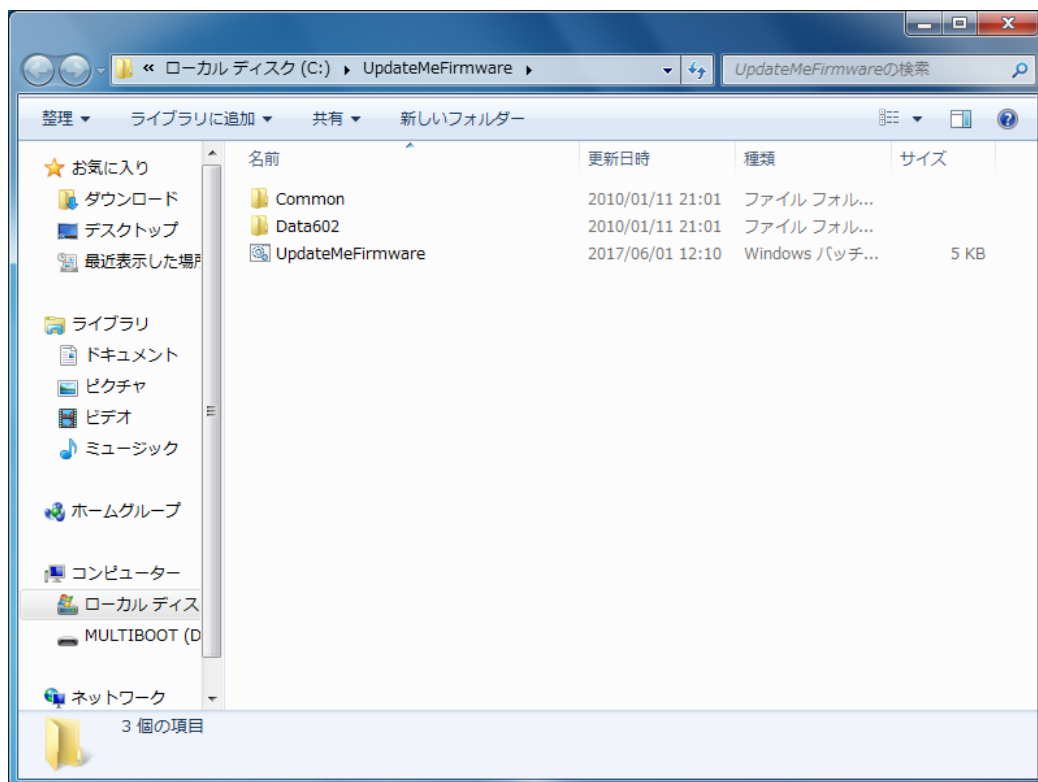 « ローカル ディスク (C:) ▸ UpdateMeFirmware ▸
UpdateMeFirmwareの検索
整理 ▼ ライブラリに追加 ▼ 共有 ▼ 新しいフォルダー
お気に入り
ダウンロード
デスクトップ
最近表示した場所
ライブラリ
ドキュメント
ピクチャ
ビデオ
ミュージック
ホームグループ
コンピューター
ローカル ディス
MULTIBOOT (D
ネットワーク
名前 更新日時 種類 サイズ
Common 2010/01/11 21:01 ファイル フォル...
Data602 2010/01/11 21:01 ファイル フォル...
UpdateMeFirmware 2017/06/01 12:10 Windows バッチ... 5 KB
3 個の項目